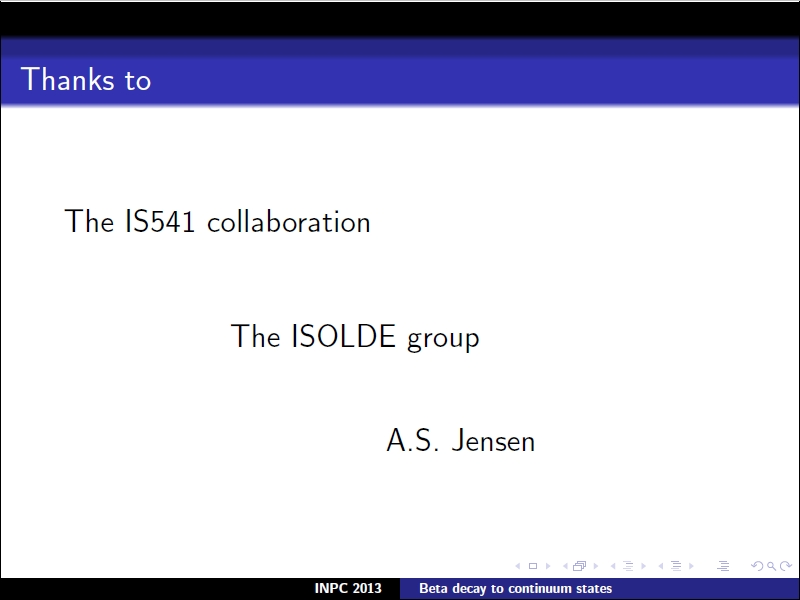 Thanks to
The IS541 collaboration
The ISOLDE group
A.S. Jensen
INPC 2013 Beta decay to continuum states